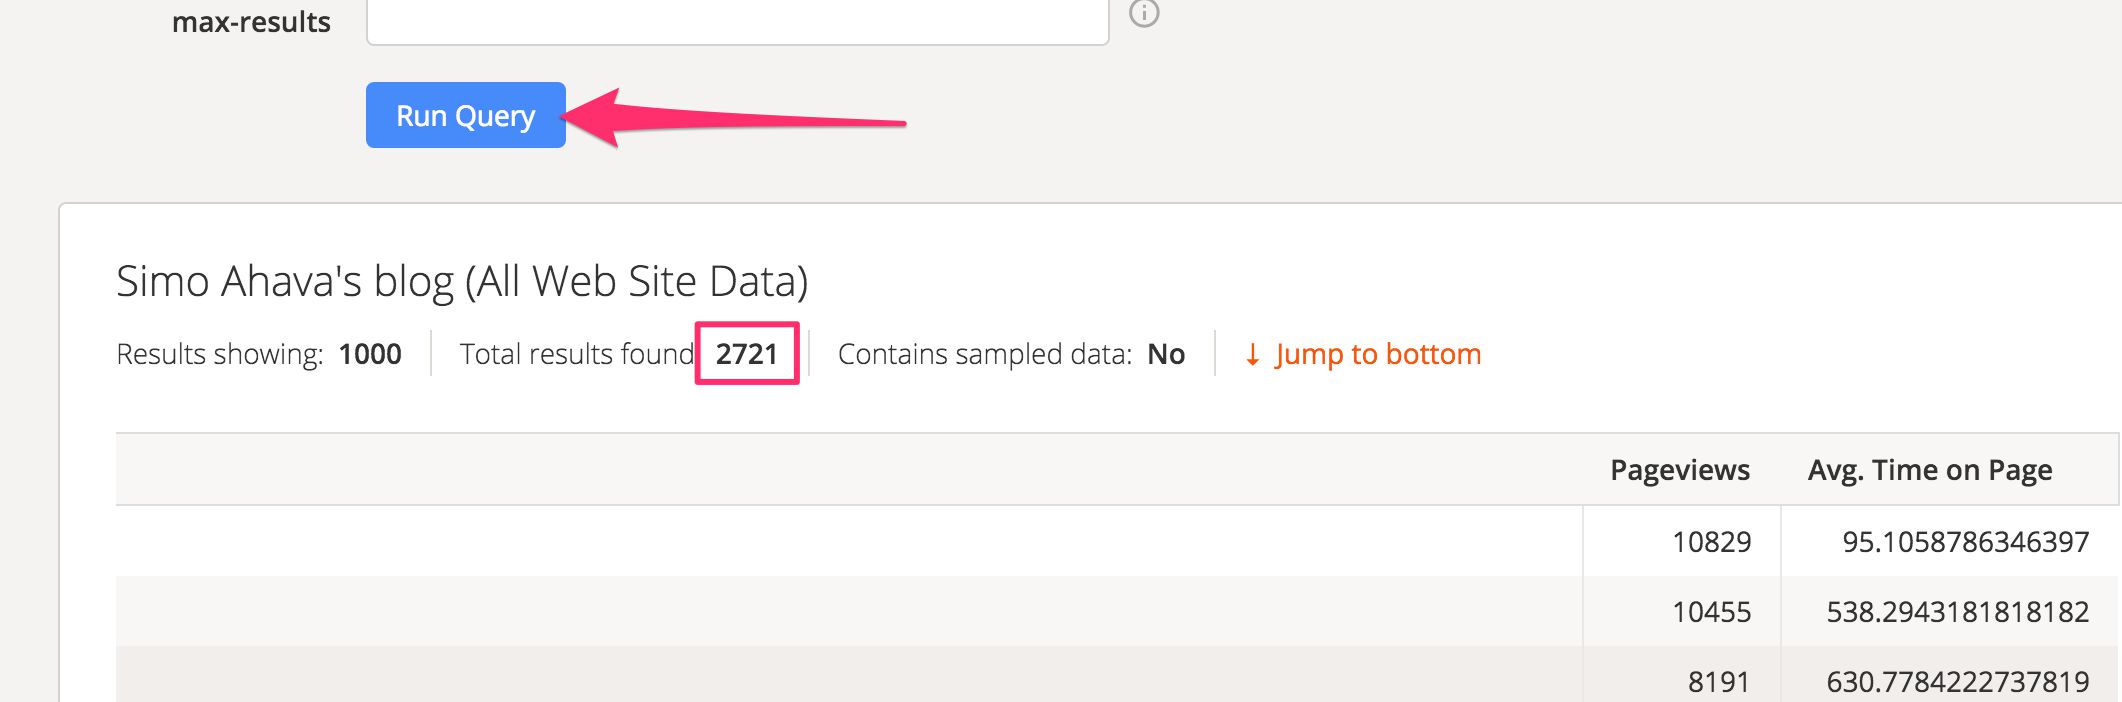 max-results
Run Query
Simo Ahava's blog (All Web Site Data)
Results showing: 1000 Total results found 2721 Contains sampled data: No ↓ Jump to bottom
Pageviews Avg. Time on Page
10829 95.1058786346397
10455 538.2943181818182
8191 630.7784222737819